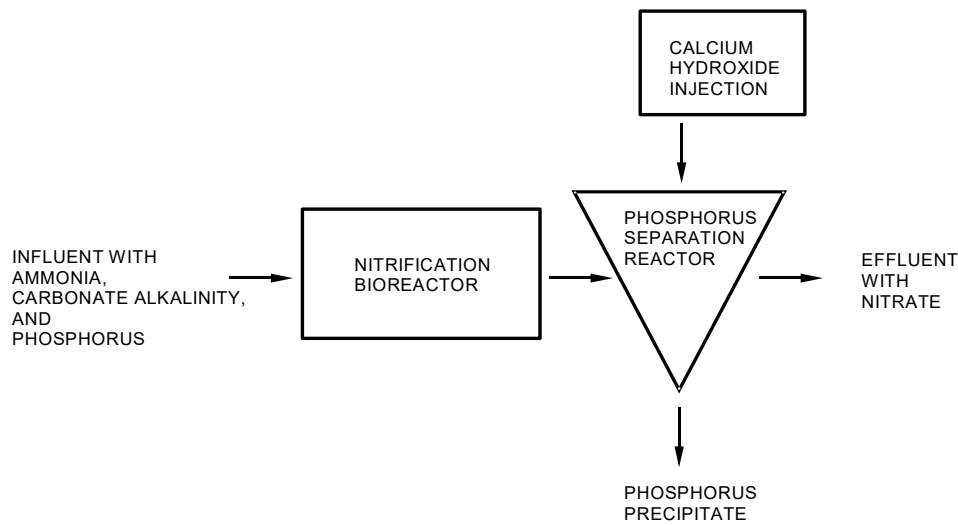 CALCIUM
HYDROXIDE
INJECTION
INFLUENT WITH
AMMONIA,
CARBONATE ALKALINITY,
AND
PHOSPHORUS
NITRIFICATION
BIOREACTOR
PHOSPHORUS
SEPARATION
REACTOR
EFFLUENT
WITH
NITRATE
PHOSPHORUS
PRECIPITATE